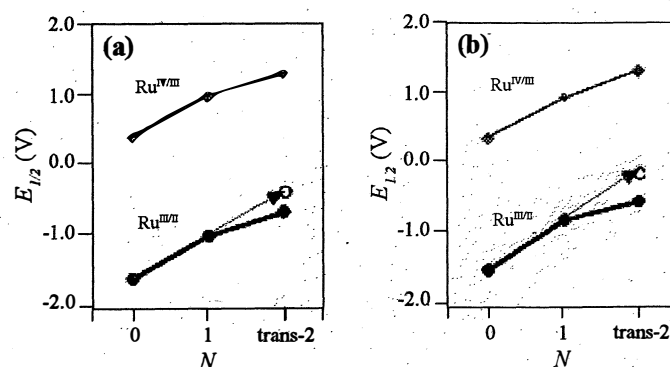 (a)
2.0
1.0
0.0
-1.0
-2.0
E1/2 (V)
Ru^IV/III
Ru^III/II
0 1 trans-2
N
(b)
2.0
1.0
0.0
-1.0
-2.0
E1/2 (V)
Ru^IV/III
Ru^III/II
0 1 trans-2
N